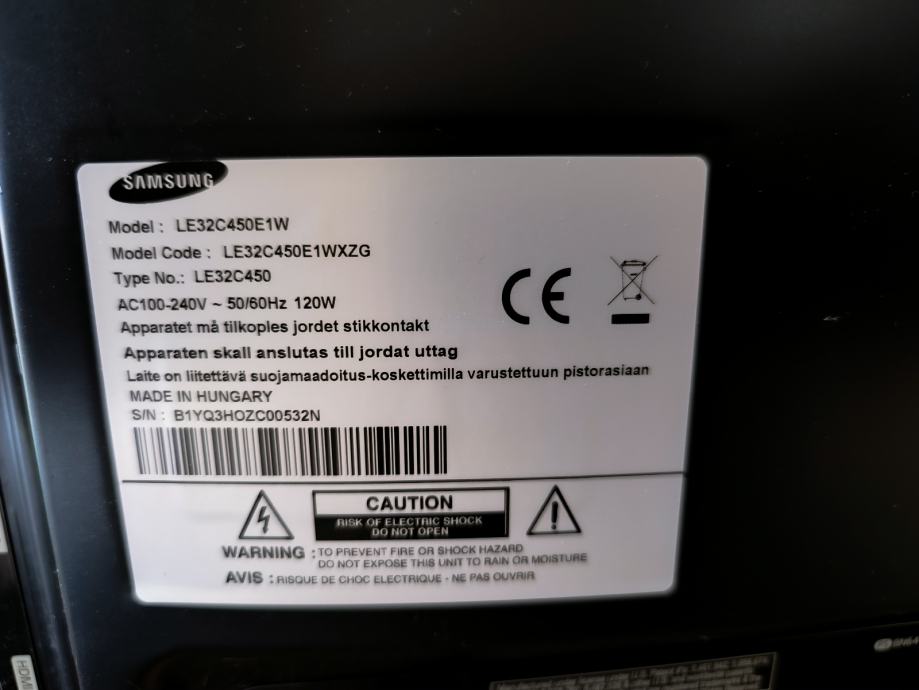 SAMSUNG
Model : LE32C450E1W
Model Code : LE32C450E1WXZG
Type No.: LE32C450
AC100-240V ~ 50/60Hz 120W
Apparatet må tilkoples jordet stikkontakt
Apparaten skall anslutas till jordat uttag
Laite on liitettävä suojamaadoitus-koskettimilla varustettuun pistorasiaan
MADE IN HUNGARY
S/N : B1YQ3HOZC00532N
CE
CAUTION
RISK OF ELECTRIC SHOCK
DO NOT OPEN
WARNING : TO PREVENT FIRE OR SHOCK HAZARD
DO NOT EXPOSE THIS UNIT TO RAIN OR MOISTURE
AVIS : RISQUE DE CHOC ELECTRIQUE - NE PAS OUVRIR